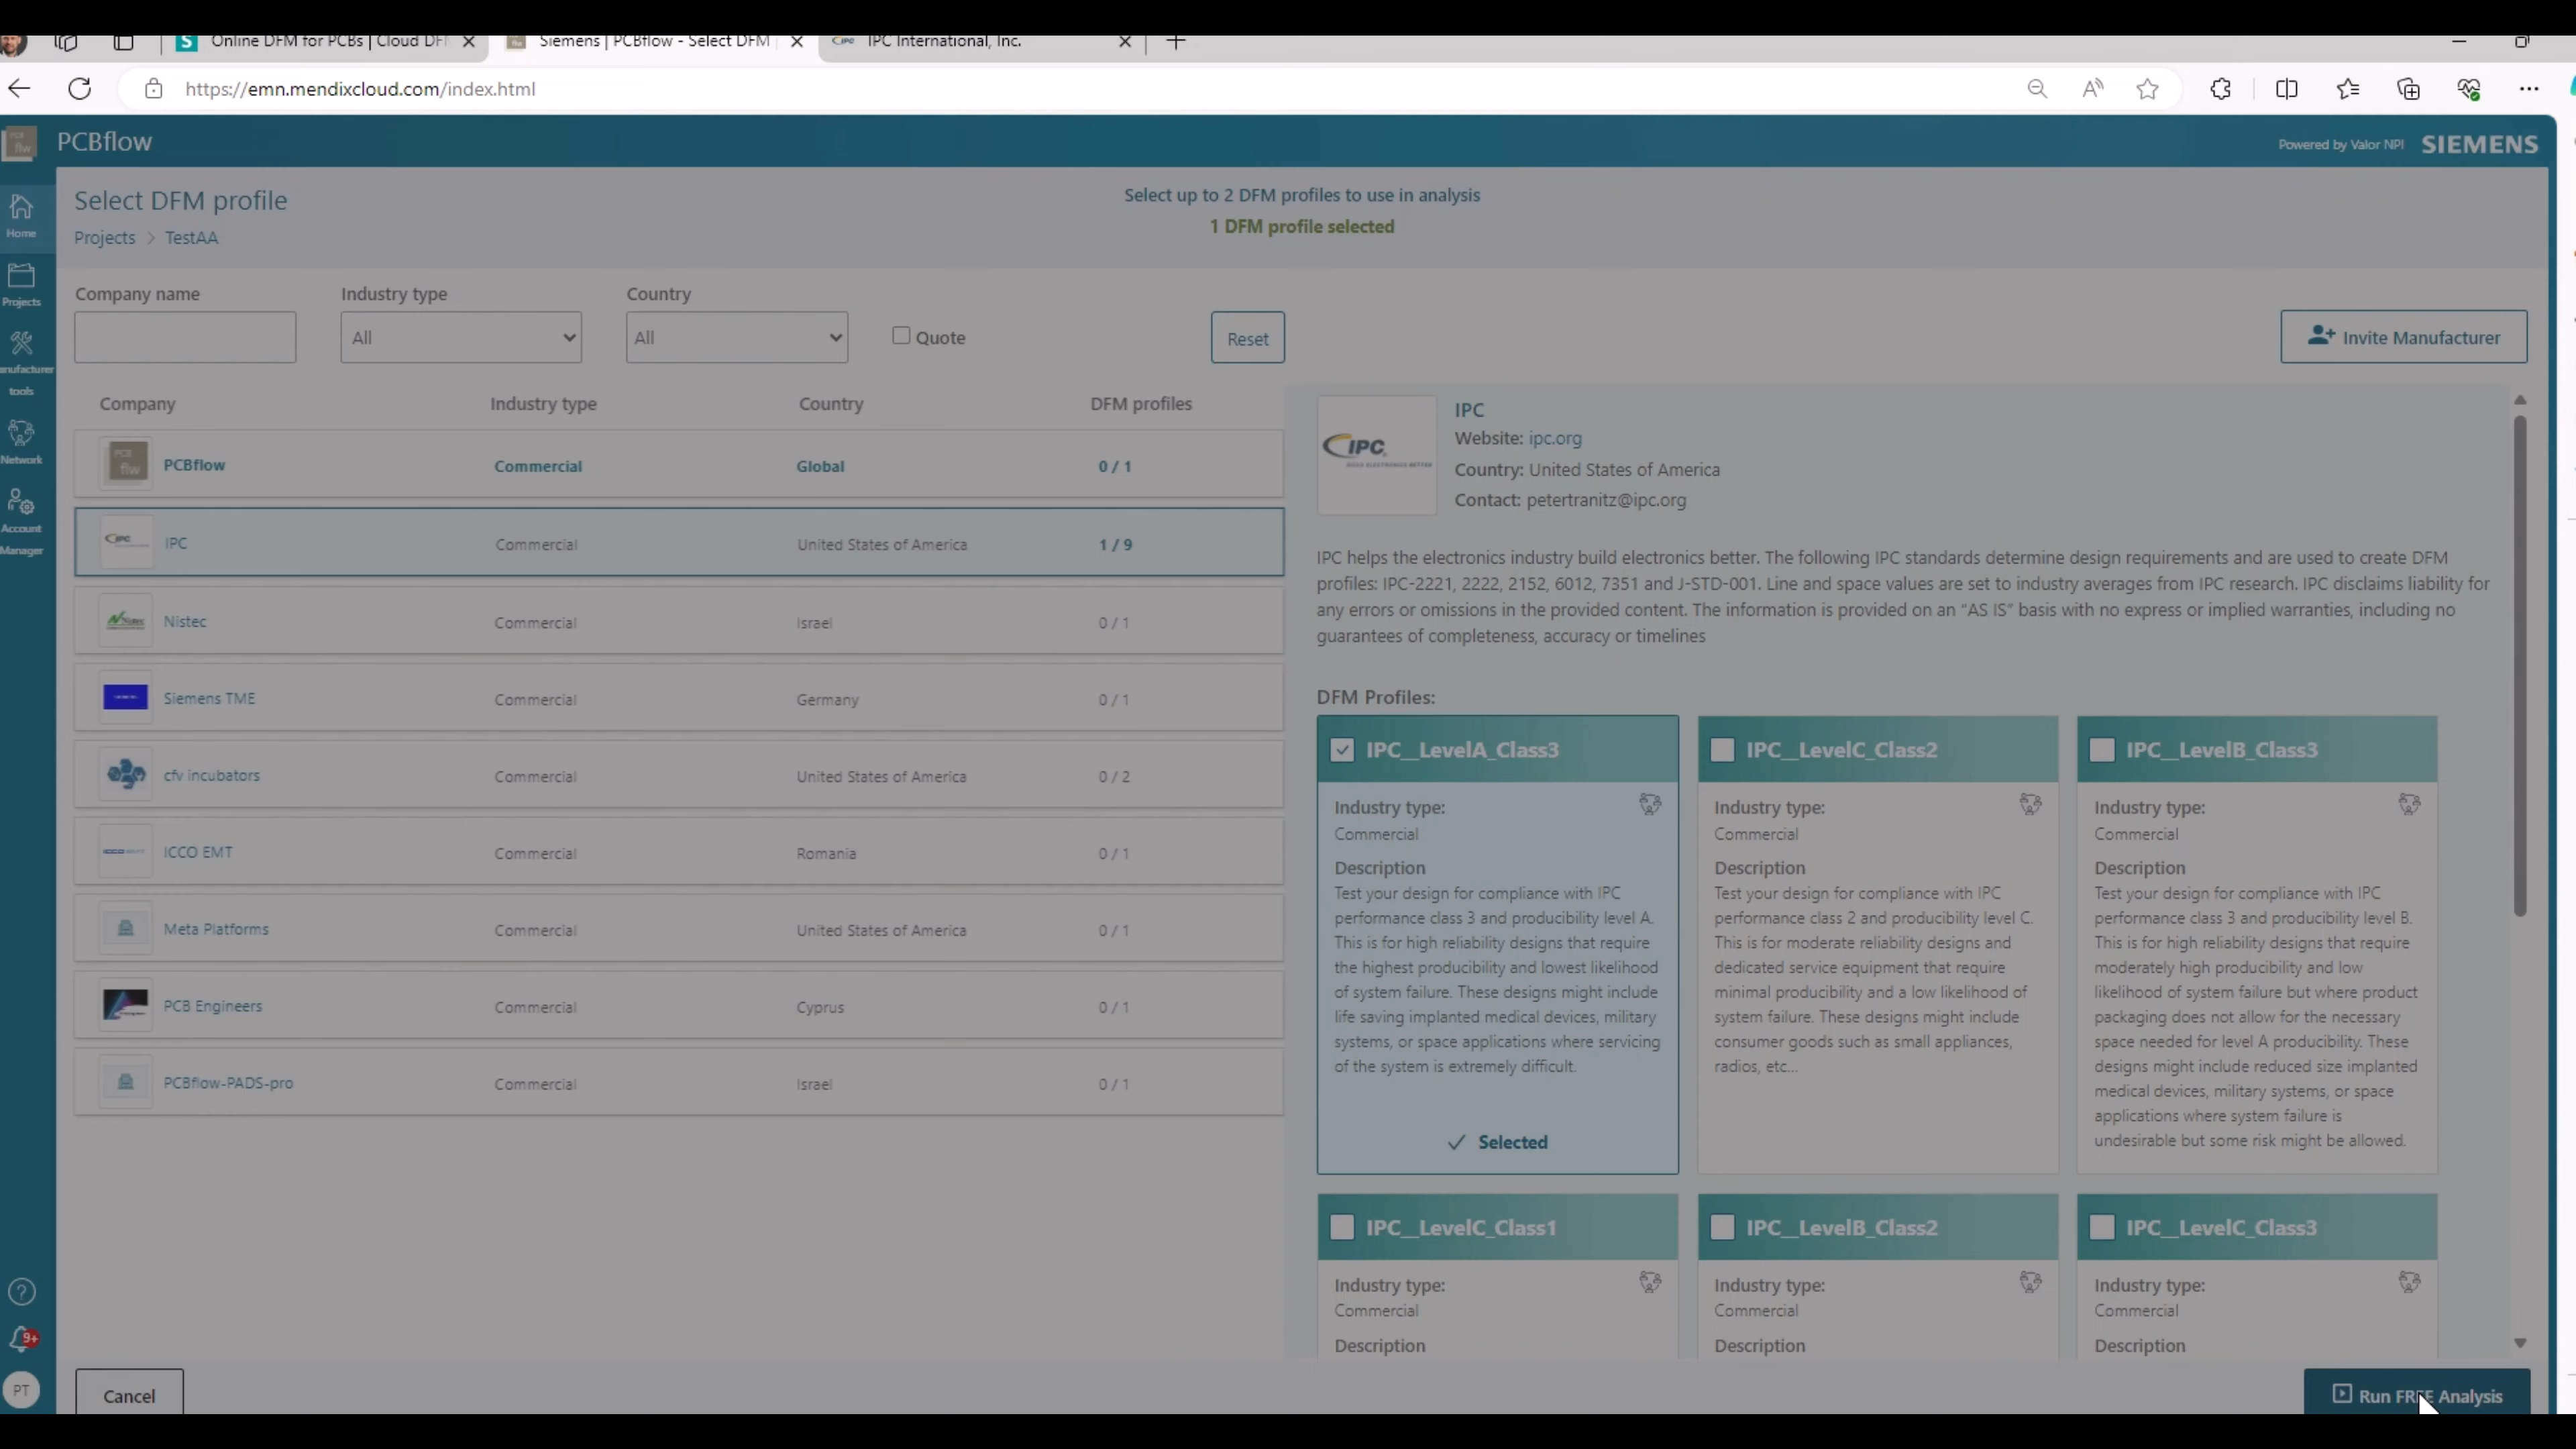 Online DFM for PCBs | Cloud DF
Siemens | PCBflow - Select DFM
IPC International, Inc.
https://emn.mendixcloud.com/index.html
PCB
flw
PCBflow
Powered by Valor NPI SIEMENS
Home
Projects
anufacturer
tools
Network
Account
Manager
9+
PT
Select DFM profile
Projects > TestAA
Select up to 2 DFM profiles to use in analysis
1 DFM profile selected
Company name
Industry type
Country
All
All
Quote
Reset
Invite Manufacturer
Company Industry type Country DFM profiles
PCB
flw
PCBflow Commercial Global 0 / 1
IPC IPC Commercial United States of America 1 / 9
Nistec Nistec Commercial Israel 0 / 1
Siemens TME Commercial Germany 0 / 1
cfv incubators Commercial United States of America 0 / 2
ICCO EMT Commercial Romania 0 / 1
Meta Platforms Commercial United States of America 0 / 1
PCB Engineers Commercial Cyprus 0 / 1
PCBflow-PADS-pro Commercial Israel 0 / 1
IPC
BUILD ELECTRONICS BETTER
IPC
Website: ipc.org
Country: United States of America
Contact: petertranitz@ipc.org
IPC helps the electronics industry build electronics better. The following IPC standards determine design requirements and are used to create DFM
profiles: IPC-2221, 2222, 2152, 6012, 7351 and J-STD-001. Line and space values are set to industry averages from IPC research. IPC disclaims liability for
any errors or omissions in the provided content. The information is provided on an “AS IS” basis with no express or implied warranties, including no
guarantees of completeness, accuracy or timelines
DFM Profiles:
IPC__LevelA_Class3
Industry type:
Commercial
Description
Test your design for compliance with IPC
performance class 3 and producibility level A.
This is for high reliability designs that require
the highest producibility and lowest likelihood
of system failure. These designs might include
life saving implanted medical devices, military
systems, or space applications where servicing
of the system is extremely difficult.
Selected
IPC__LevelC_Class2
Industry type:
Commercial
Description
Test your design for compliance with IPC
performance class 2 and producibility level C.
This is for moderate reliability designs and
dedicated service equipment that require
minimal producibility and a low likelihood of
system failure. These designs might include
consumer goods such as small appliances,
radios, etc...
IPC__LevelB_Class3
Industry type:
Commercial
Description
Test your design for compliance with IPC
performance class 3 and producibility level B.
This is for high reliability designs that require
moderately high producibility and low
likelihood of system failure but where product
packaging does not allow for the necessary
space needed for level A producibility. These
designs might include reduced size implanted
medical devices, military systems, or space
applications where system failure is
undesirable but some risk might be allowed.
IPC__LevelC_Class1
Industry type:
Commercial
Description
IPC__LevelB_Class2
Industry type:
Commercial
Description
IPC__LevelC_Class3
Industry type:
Commercial
Description
Cancel
Run FREE Analysis